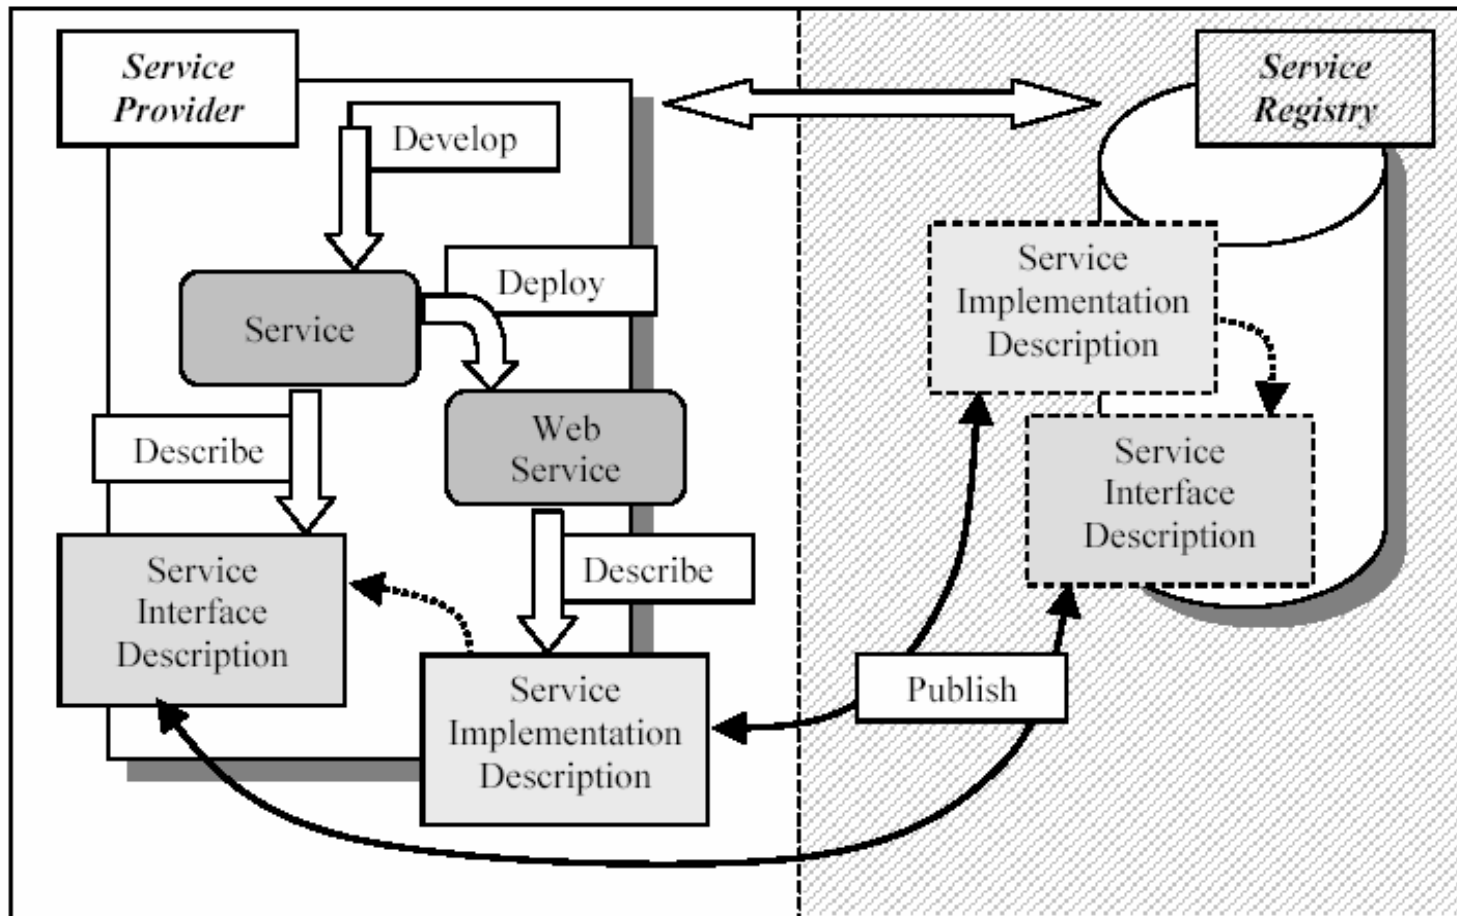 Service
Provider
Service
Registry
Develop
Deploy
Service
Implementation
Description
Service
Web
Service
Describe
Service
Interface
Description
Service
Interface
Description
Describe
Service
Implementation
Description
Publish